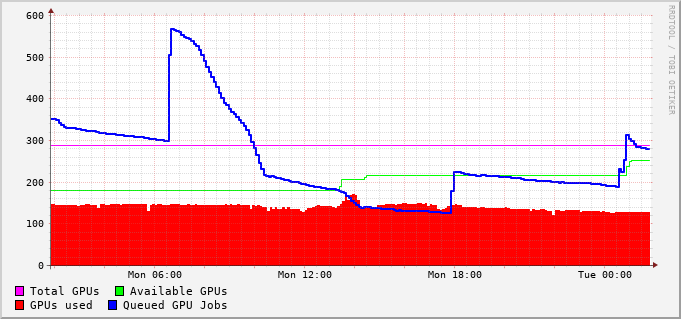 600
500
400
300
200
100
0
Mon 06:00 Mon 12:00 Mon 18:00 Tue 00:00
Total GPUs Available GPUs
GPUs used Queued GPU Jobs
RRDTOOL / TOBI OETIKER